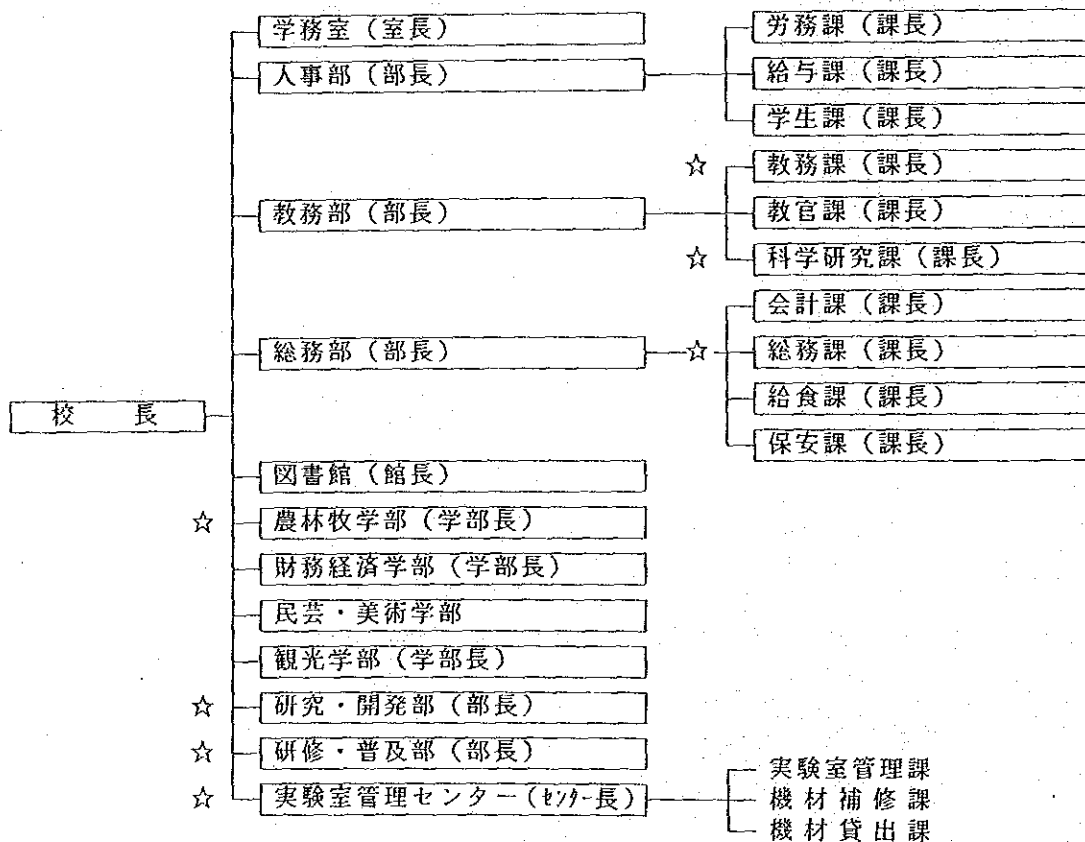 学務室（室長）
人事部（部長）
労務課（課長）
給与課（課長）
学生課（課長）
教務部（部長）
☆ 教務課（課長）
教官課（課長）
☆ 科学研究課（課長）
総務部（部長）
会計課（課長）
☆ 総務課（課長）
給食課（課長）
保安課（課長）
校 長
図書館（館長）
☆ 農林牧学部（学部長）
財務経済学部（学部長）
民芸・美術学部
観光学部（学部長）
☆ 研究・開発部（部長）
☆ 研修・普及部（部長）
☆ 実験室管理センター（ｾﾝﾀｰ長）
実験室管理課
機材補修課
機材貸出課